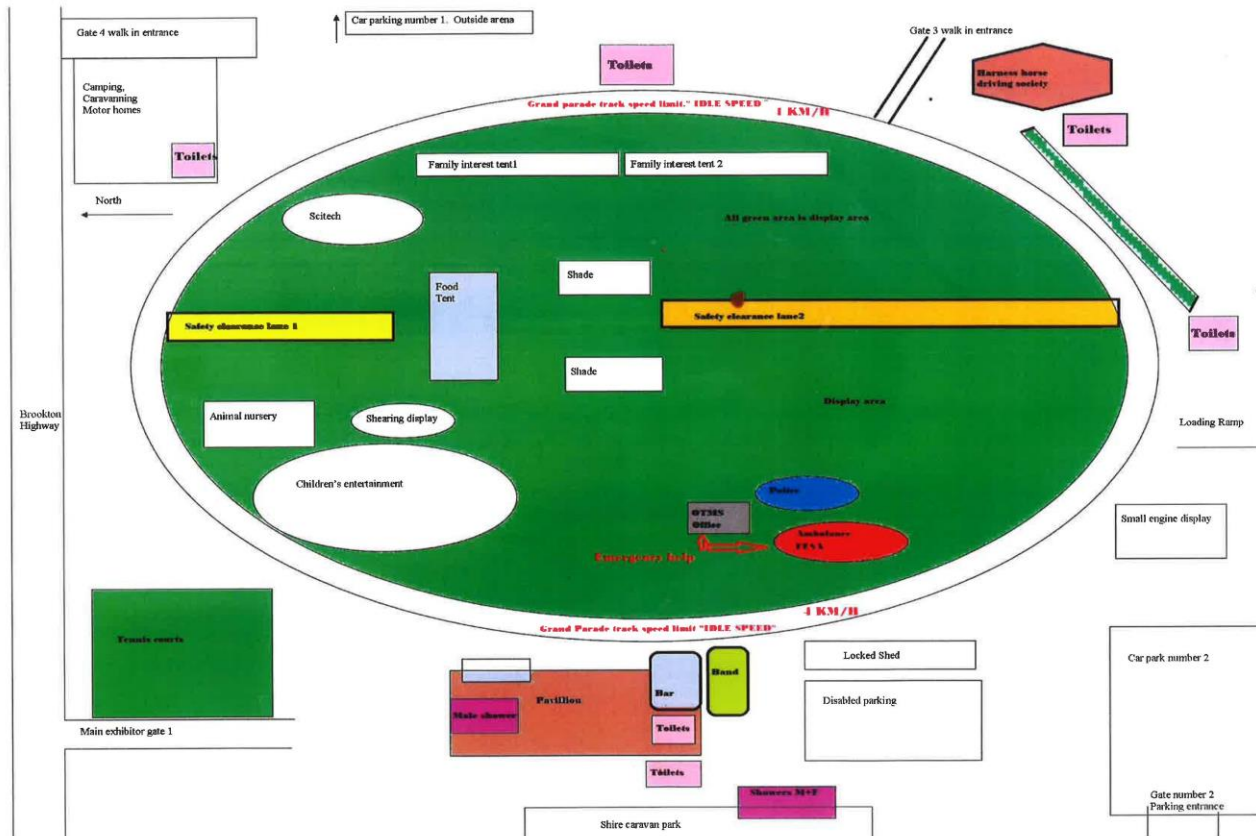 Gate 4 walk in entrance
Car parking number 1. Outside arena
Gate 3 walk in entrance
Toilets
Harness horse
driving society
Camping,
Caravanning
Motor homes
Toilets
Grand parade track speed limit." IDLE SPEED"
4 KM/H
Toilets
Family interest tent1
Family interest tent 2
North
Scitech
All green area is display area
Food
Tent
Shade
Safety clearance lane 1
Safety clearance lane2
Toilets
Shade
Brookton
Highway
Animal nursery
Shearing display
Display area
Loading Ramp
Children's entertainment
Police
OTMS
Office
Small engine display
Ambulance
FESA
Emergency help
4 KM/H
Grand Parade track speed limit "IDLE SPEED"
Tennis courts
Locked Shed
Car park number 2
Bar
Band
Pavillion
Disabled parking
Male shower
Toilets
Main exhibitor gate 1
Toilets
Showers M+F
Gate number 2
Parking entrance
Shire caravan park